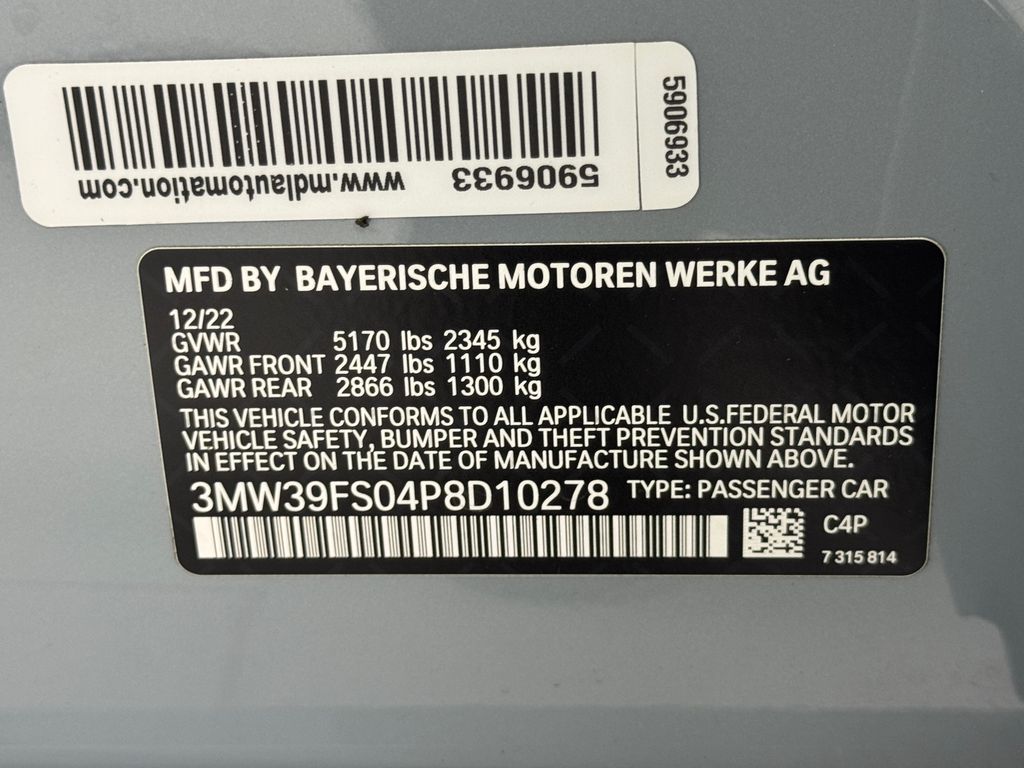 5906933
www.mdlautomation.com
5906933
MFD BY BAYERISCHE MOTOREN WERKE AG
12/22
GVWR 5170 lbs 2345 kg
GAWR FRONT 2447 lbs 1110 kg
GAWR REAR 2866 lbs 1300 kg
THIS VEHICLE CONFORMS TO ALL APPLICABLE U.S.FEDERAL MOTOR
VEHICLE SAFETY, BUMPER AND THEFT PREVENTION STANDARDS
IN EFFECT ON THE DATE OF MANUFACTURE SHOWN ABOVE.
3MW39FS04P8D10278 TYPE: PASSENGER CAR
C4P
7 315 814